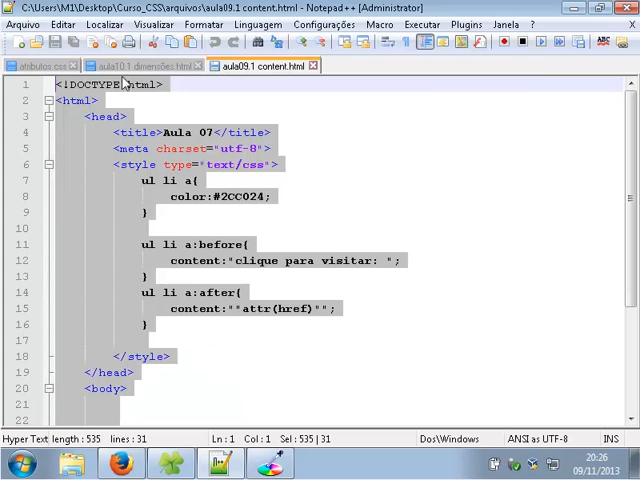 C:\Users\M1\Desktop\Curso_CSS\arquivos\aula09.1 content.html - Notepad++ [Administrator]
Arquivo Editar Localizar Visualizar Formatar Linguagem Configurações Macro Executar Plugins Janela ? X
atributos.css aula10.1 dimensões.html aula09.1 content.html
1 <!DOCTYPE html>
2 <html>
3 <head>
4 <title>Aula 07</title>
5 <meta charset="utf-8">
6 <style type="text/css">
7 ul li a{
8 color:#2CC024;
9 }
10
11 ul li a:before{
12 content:"clique para visitar: ";
13 }
14 ul li a:after{
15 content:""attr(href)"";
16 }
17
18 </style>
19 </head>
20 <body>
21
22
Hyper Text length : 535 lines : 31 Ln : 1 Col : 1 Sel : 535 | 31 Dos\Windows ANSI as UTF-8 INS
20:26
09/11/2013